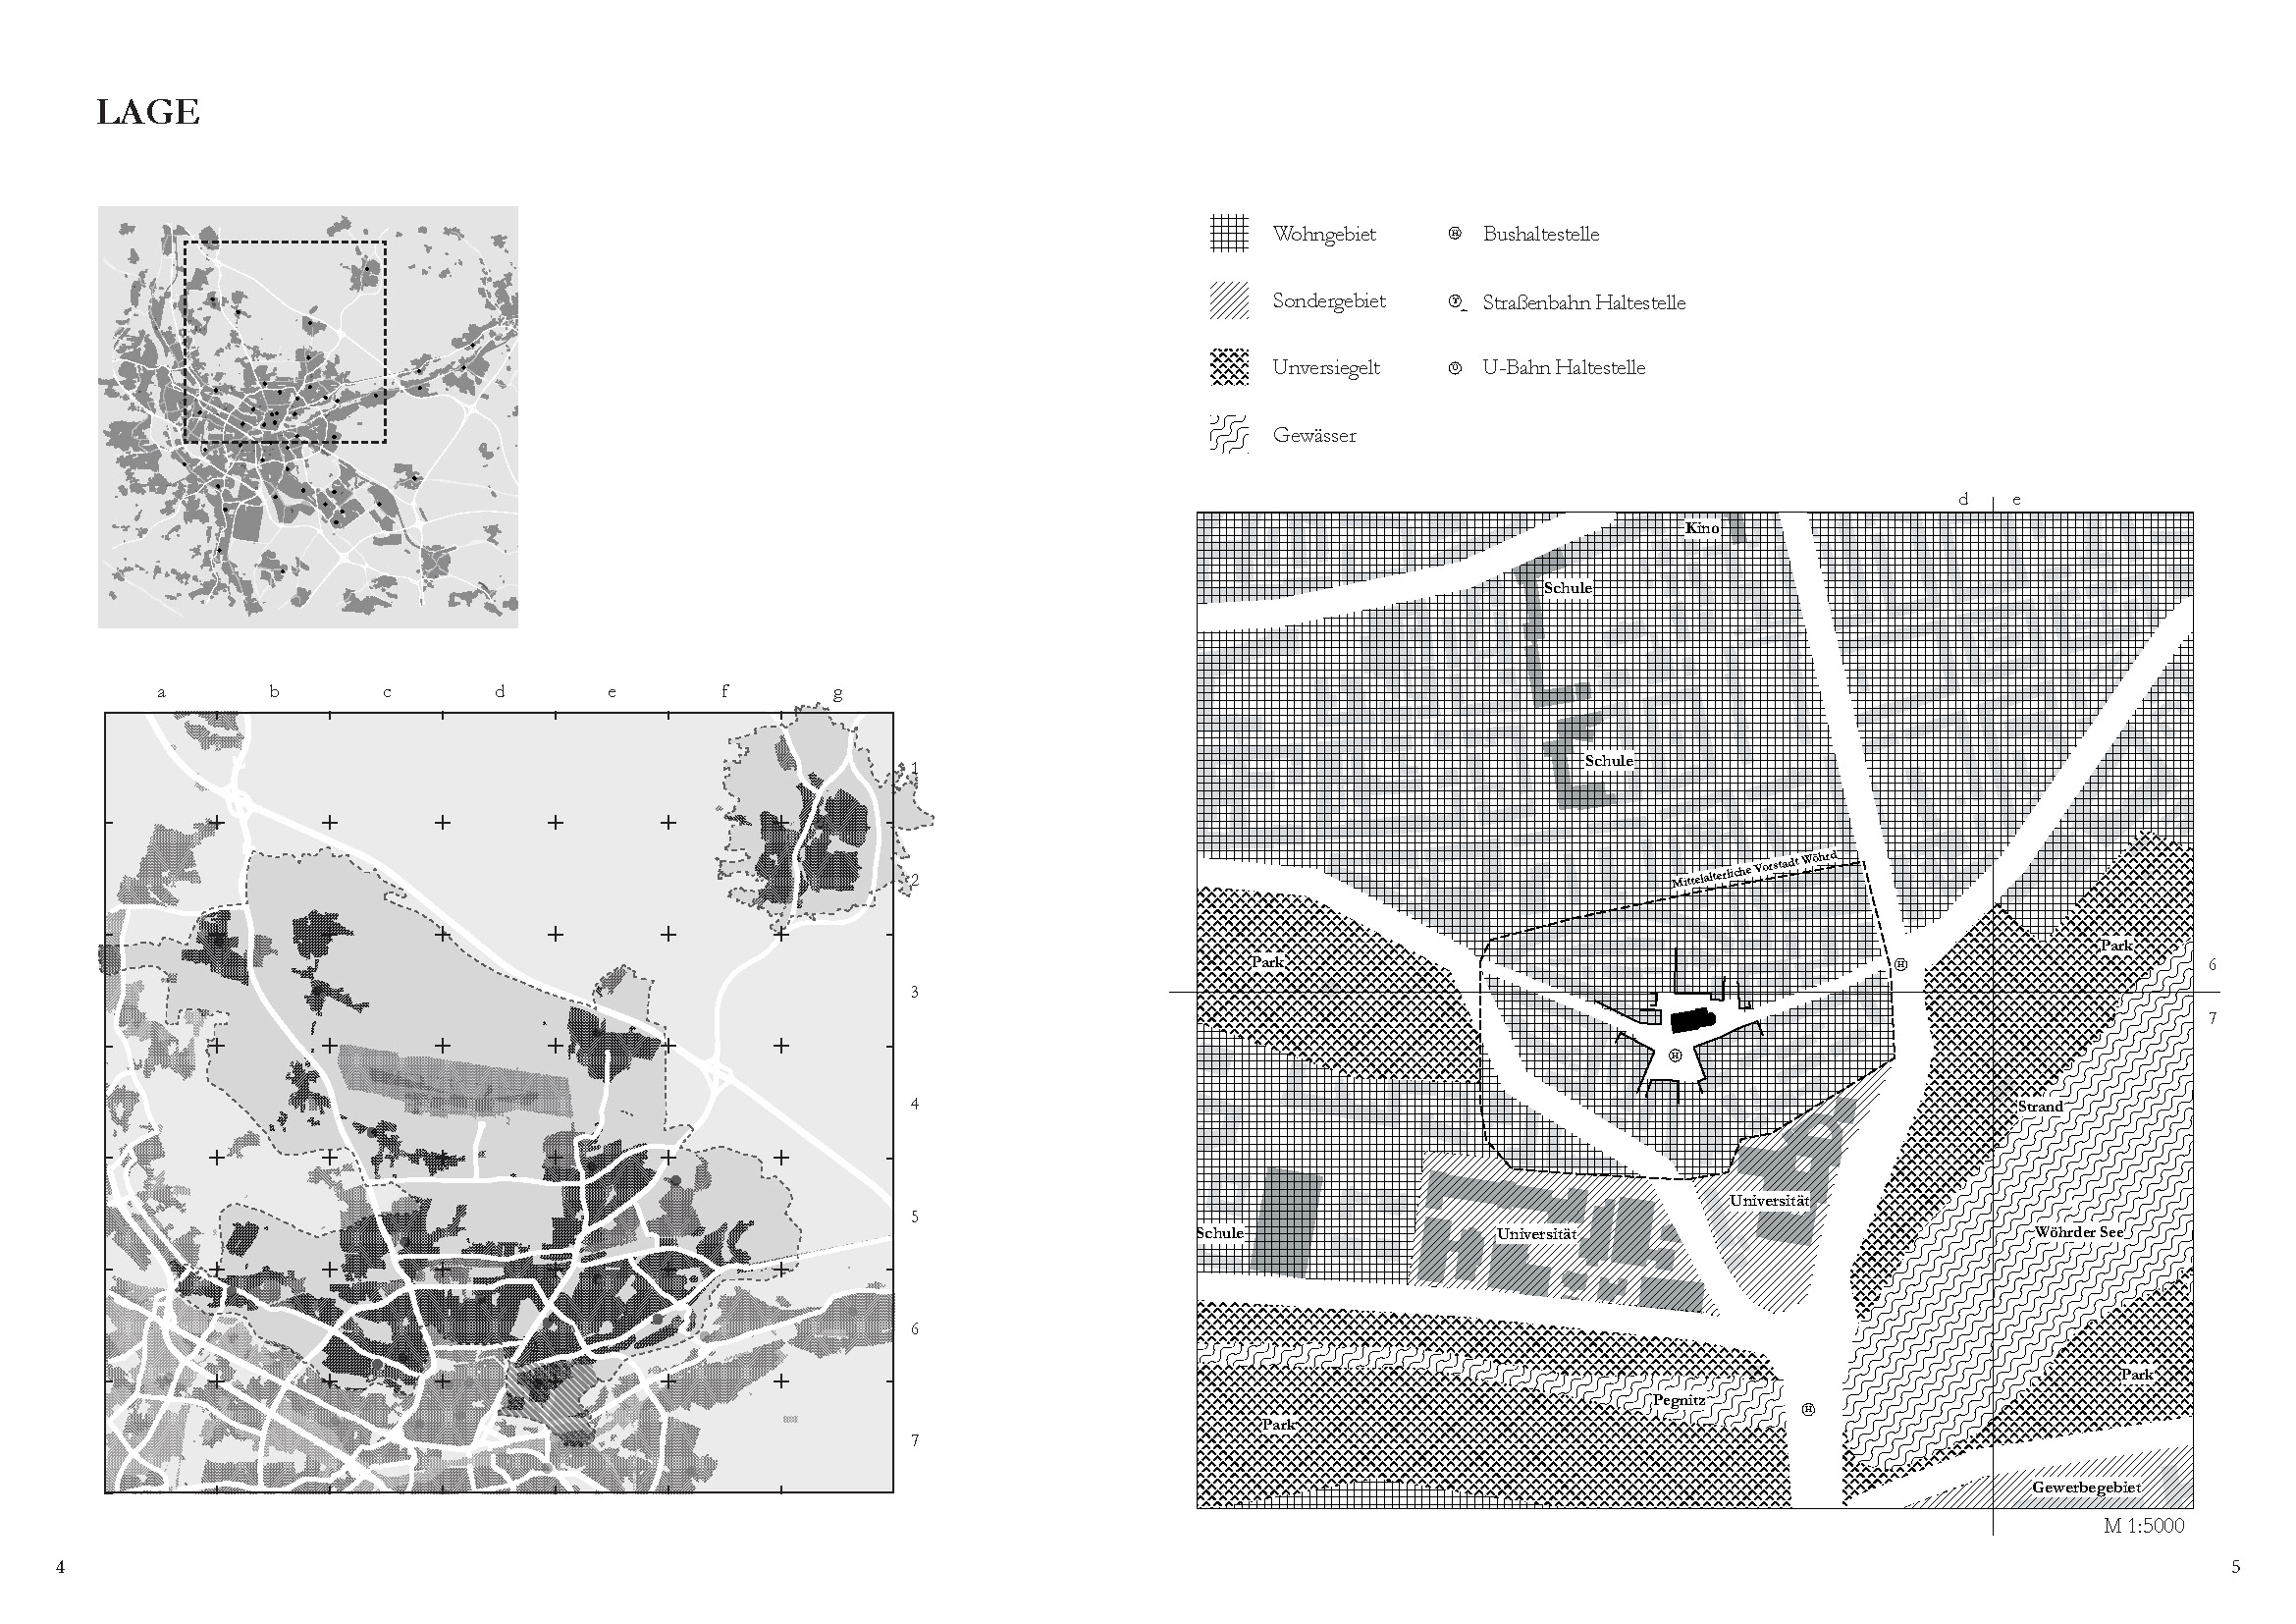 LAGE
a b c d e f g
1
2
3
4
5
6
7
4
Wohngebiet
Sondergebiet
Unversiegelt
Gewässer
H Bushaltestelle
Straßenbahn Haltestelle
U U-Bahn Haltestelle
d e
Kino
Schule
Schule
Mittelalterliche Vorstadt Wöhrd
Park
Park
H
6
7
H
Strand
Universität
Schule
Universität
Wöhrder See
Park
Pegnitz
H
Park
Gewerbegebiet
M 1:5000
5